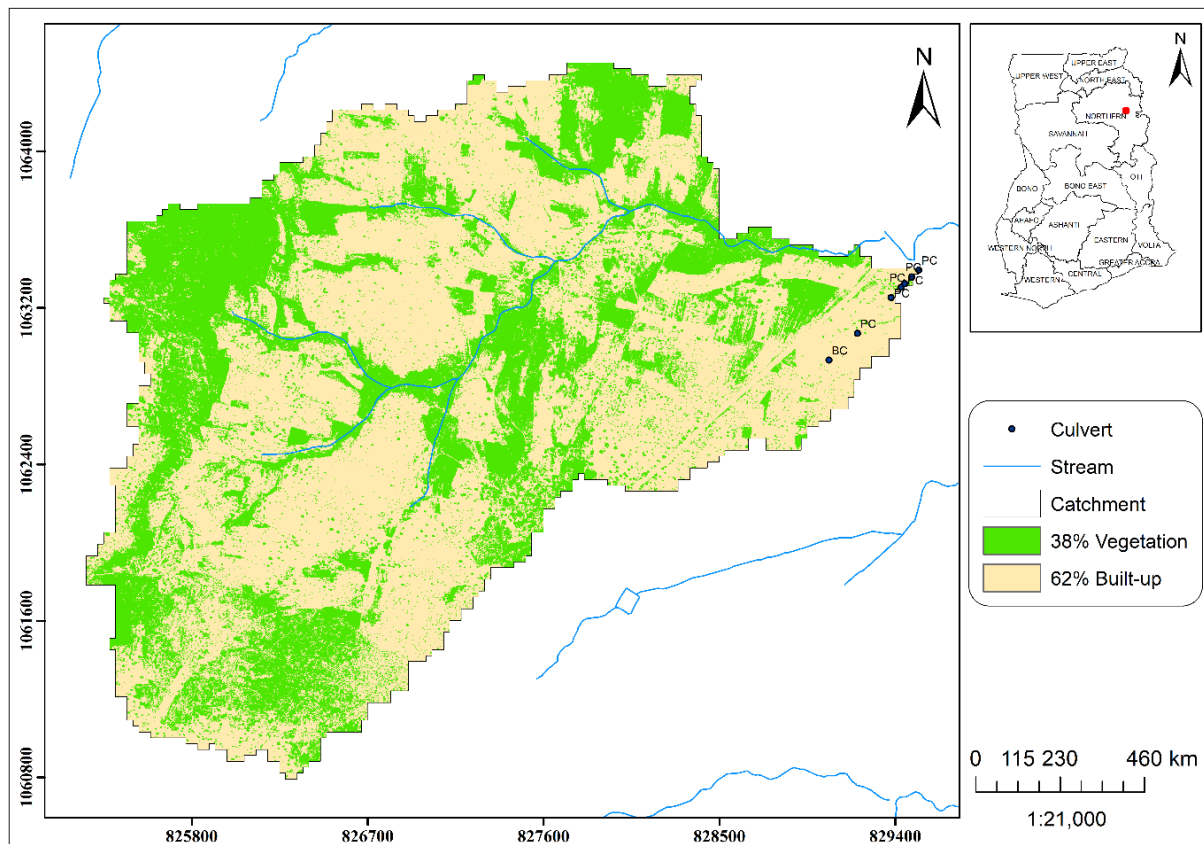 N
1064000
1063200
1062400
1061600
1060800
825600
826700
827600
828500
829400
PC
PC
PC
PC
PC
PC
BC
N
UPPER EAST
UPPER WEST
NORTH EAST
NORTHERN
SAVANNAH
OTI
BONO
BONO EAST
AHAFO
ASHANTI
EASTERN
VOLTA
WESTERN NORTH
GREATER ACCRA
CENTRAL
WESTERN
Culvert
Stream
Catchment
38% Vegetation
62% Built-up
0 115 230 460 km
1:21,000